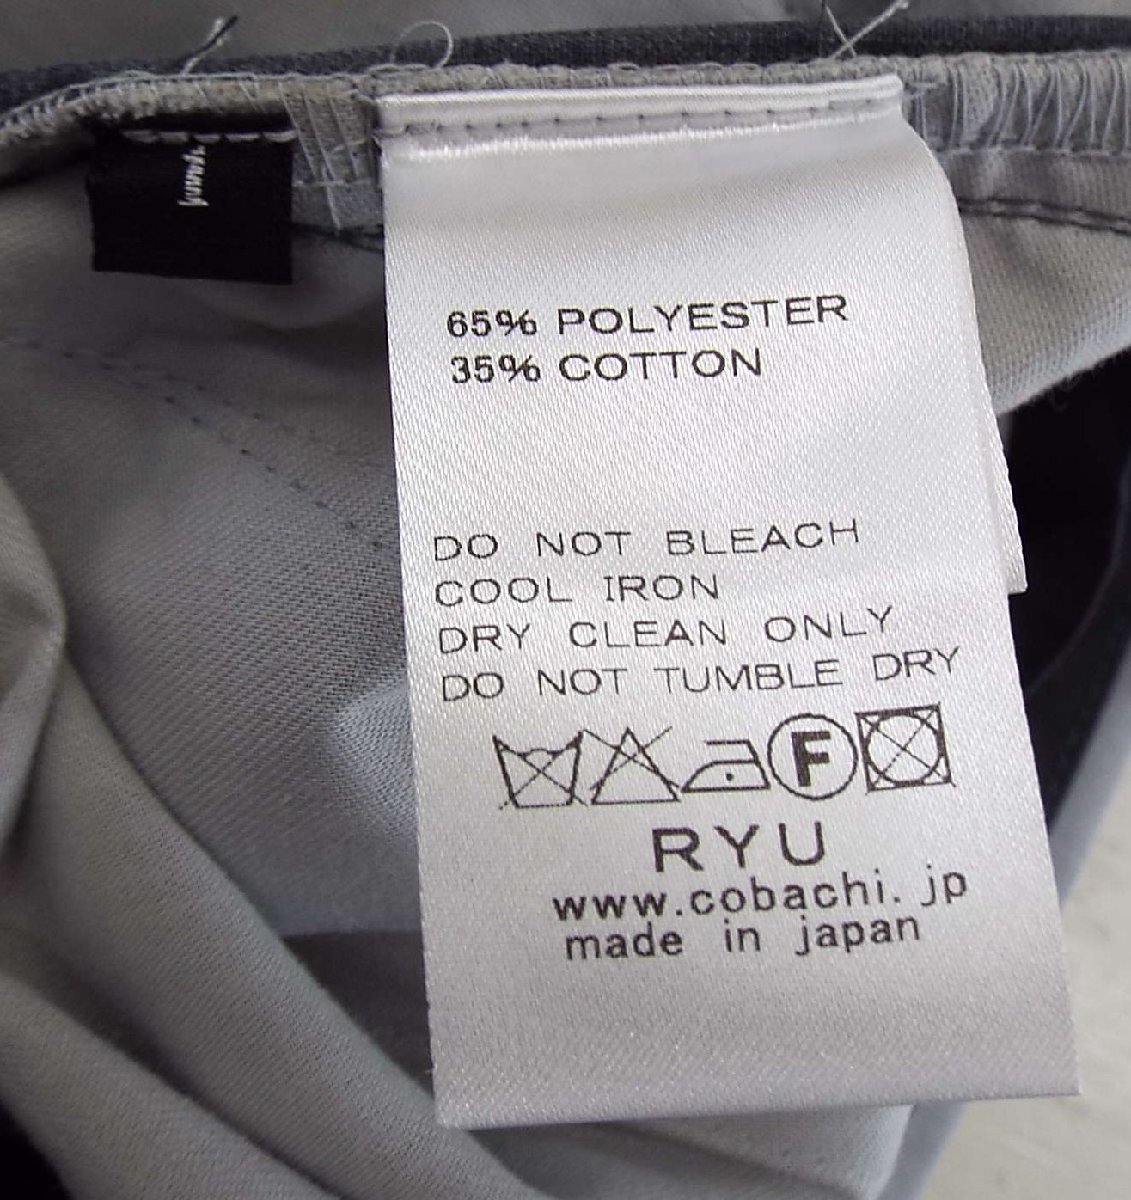 65% POLYESTER
35% COTTON
DO NOT BLEACH
COOL IRON
DRY CLEAN ONLY
DO NOT TUMBLE DRY
F
RYU
www.cobachi.jp
made in japan